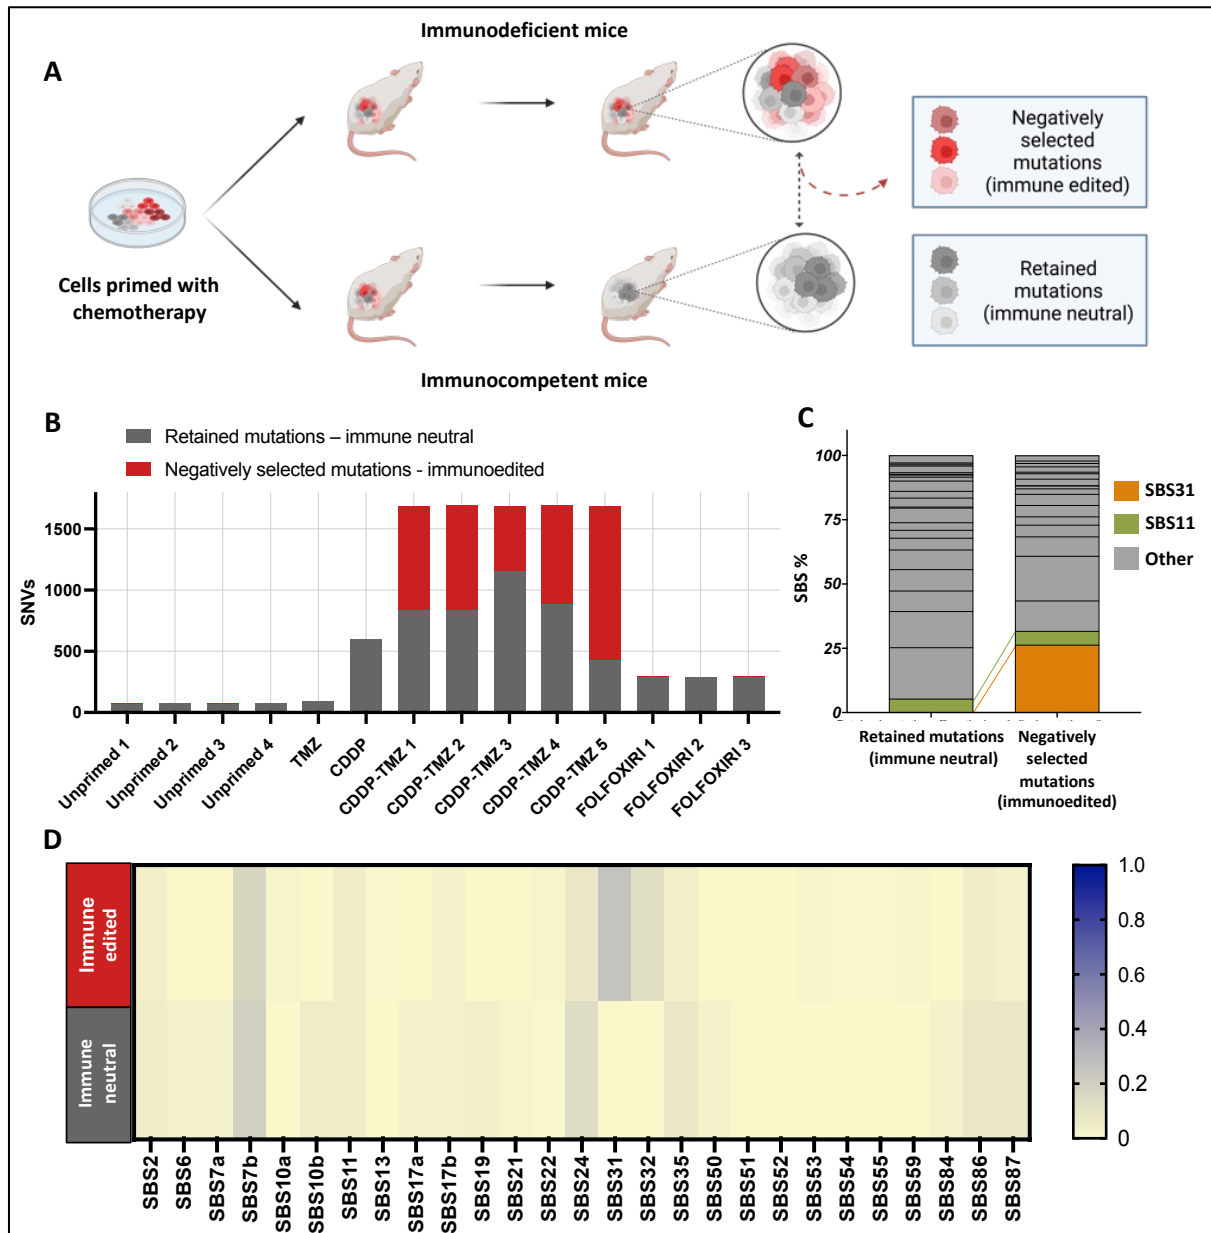 Immunodeficient mice
A
Negatively
selected
mutations
(immune edited)
Cells primed with
chemotherapy
Retained
mutations
(immune neutral)
Immunocompetent mice
B
Retained mutations – immune neutral
Negatively selected mutations - immunoedited
SNVs
1500
1000
500
0
Unprimed 1
Unprimed 2
Unprimed 3
Unprimed 4
TMZ
CDDP
CDDP-TMZ 1
CDDP-TMZ 2
CDDP-TMZ 3
CDDP-TMZ 4
CDDP-TMZ 5
FOLFOXIRI 1
FOLFOXIRI 2
FOLFOXIRI 3
C
SBS %
100
75
50
25
0
SBS31
SBS11
Other
Retained mutations
(immune neutral)
Negatively
selected
mutations
(immunoedited)
D
Immune
edited
Immune
neutral
1.0
0.8
0.6
0.4
0.2
0
SBS2
SBS6
SBS7a
SBS7b
SBS10a
SBS10b
SBS11
SBS13
SBS17a
SBS17b
SBS19
SBS21
SBS22
SBS24
SBS31
SBS32
SBS35
SBS50
SBS51
SBS52
SBS53
SBS54
SBS55
SBS59
SBS84
SBS86
SBS87